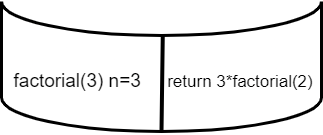 factorial(3) n=3
return 3*factorial(2)